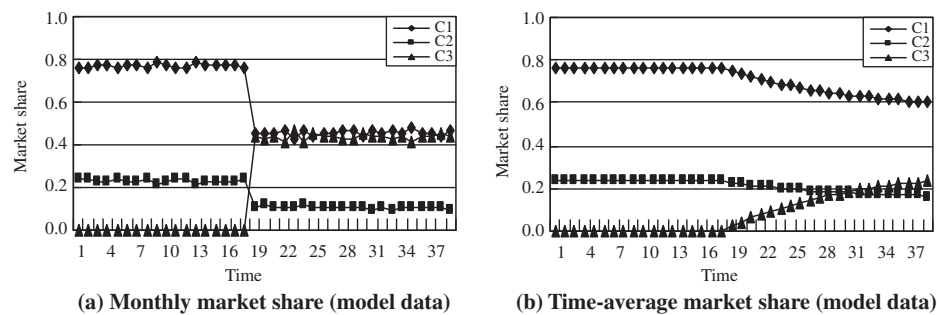 1.0
0.8
0.6
0.4
0.2
0.0
Market share
C1
C2
C3
1 4 7 10 13 16 19 22 23 28 31 34 37
Time
(a) Monthly market share (model data)
1.0
0.8
0.6
0.4
0.2
0.0
Market share
C1
C2
C3
1 4 7 10 13 16 19 22 23 28 31 34 37
Time
(b) Time-average market share (model data)